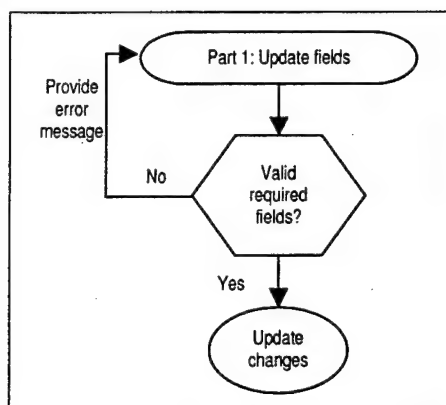 Part 1: Update fields
Provide
error
message
No
Valid
required
fields?
Yes
Update
changes